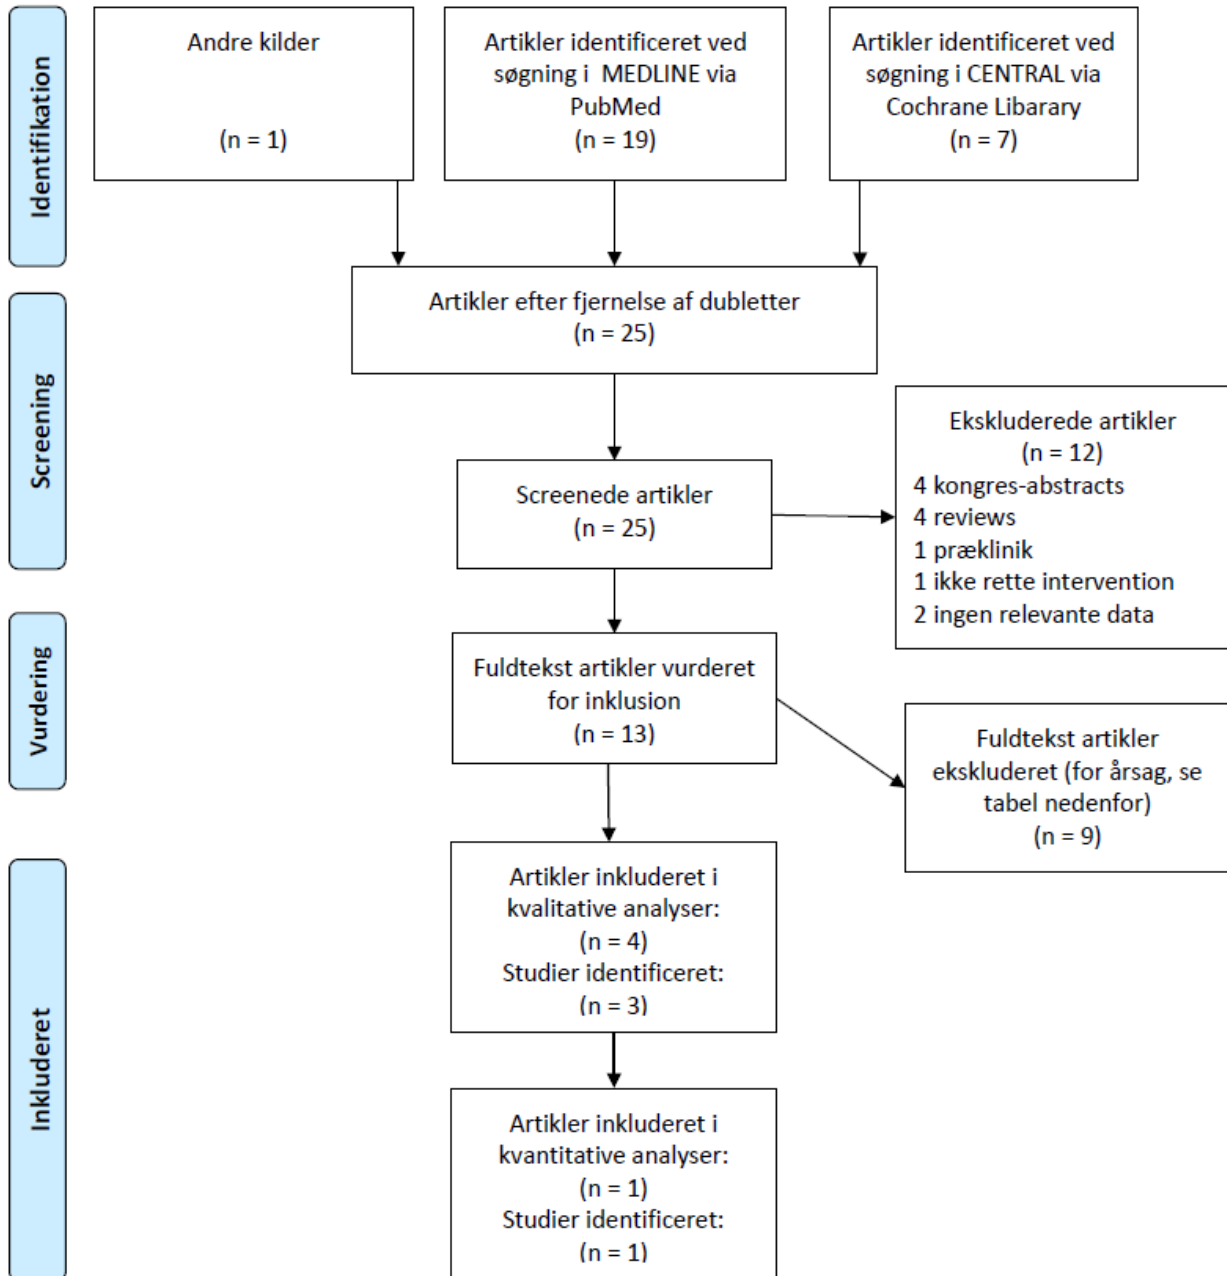 Identifikation
Andre kilder
(n = 1)
Artikler identificeret ved
søgning i  MEDLINE via
PubMed
(n = 19)
Artikler identificeret ved
søgning i CENTRAL via
Cochrane Libarary
(n = 7)
Artikler efter fjernelse af dubletter
(n = 25)
Screening
Screenede artikler
(n = 25)
Ekskluderede artikler
(n = 12)
4 kongres-abstracts
4 reviews
1 præklinik
1 ikke rette intervention
2 ingen relevante data
Vurdering
Fuldtekst artikler vurderet
for inklusion
(n = 13)
Fuldtekst artikler
ekskluderet (for årsag, se
tabel nedenfor)
(n = 9)
Inkluderet
Artikler inkluderet i
kvalitative analyser:
(n = 4)
Studier identificeret:
(n = 3)
Artikler inkluderet i
kvantitative analyser:
(n = 1)
Studier identificeret:
(n = 1)